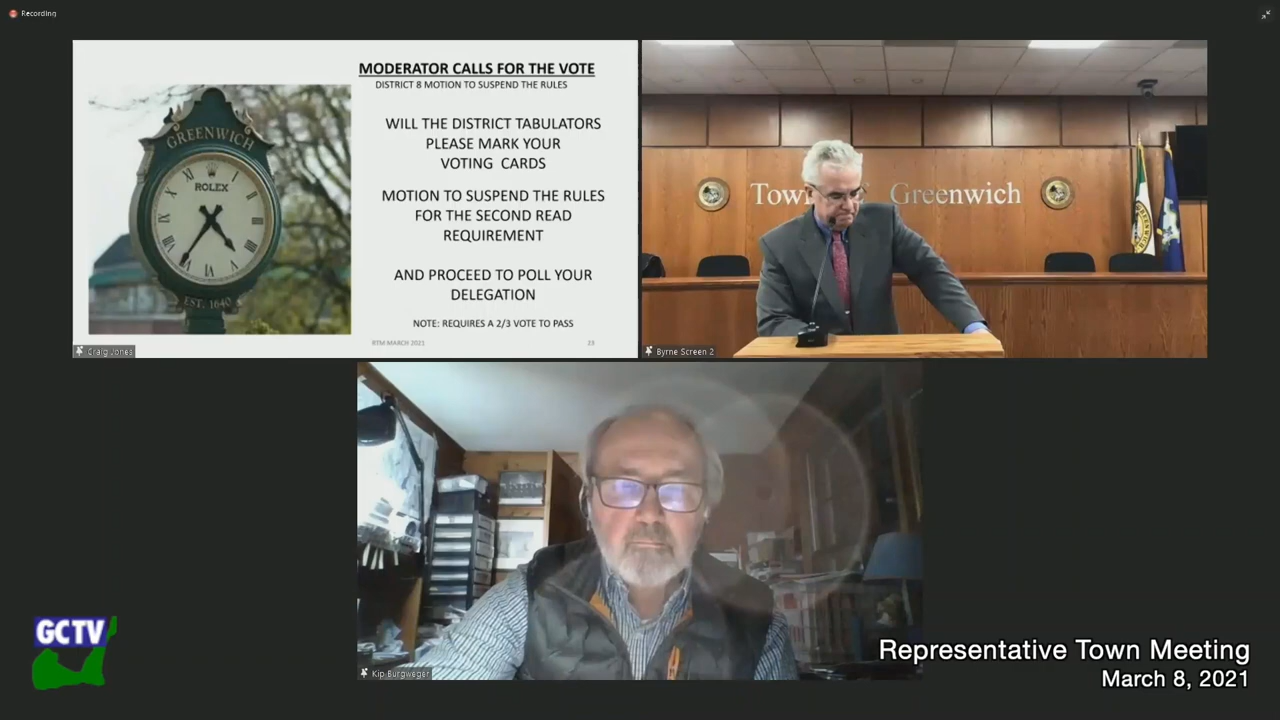 Recording
MODERATOR CALLS FOR THE VOTE
DISTRICT 8 MOTION TO SUSPEND THE RULES
WILL THE DISTRICT TABULATORS
PLEASE MARK YOUR
VOTING CARDS
MOTION TO SUSPEND THE RULES
FOR THE SECOND READ
REQUIREMENT
AND PROCEED TO POLL YOUR
DELEGATION
NOTE: REQUIRES A 2/3 VOTE TO PASS
RTM MARCH 2021 23
GREENWICH
ROLEX
EST. 1640
Craig Jones
Town Greenwich
Byrne Screen 2
Kip Burgweger
GCTV
Representative Town Meeting
March 8, 2021